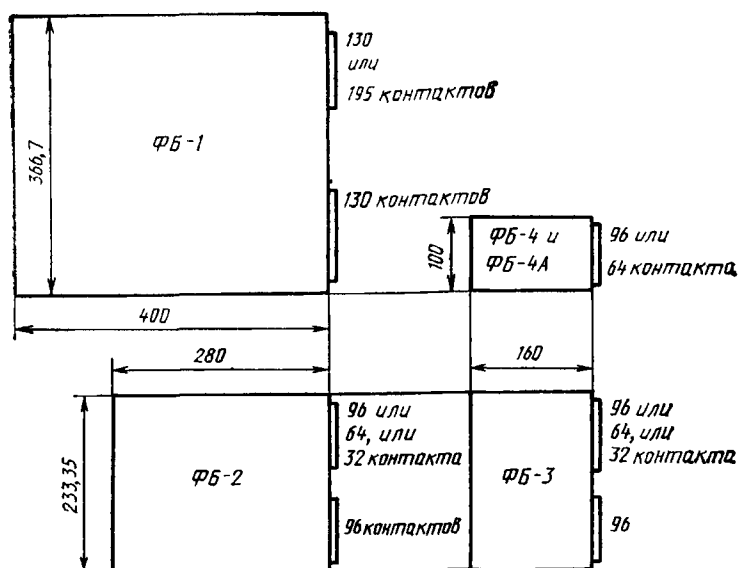 130
или
195 контактов
ФБ-1
366,7
130 контактов
400
ФБ-4 и
ФБ-4А
100
96 или
64 контакта
280
160
96 или
64, или
32 контакта
ФБ-2
233,35
96 контактов
96 или
64, или
32 контакта
ФБ-3
96